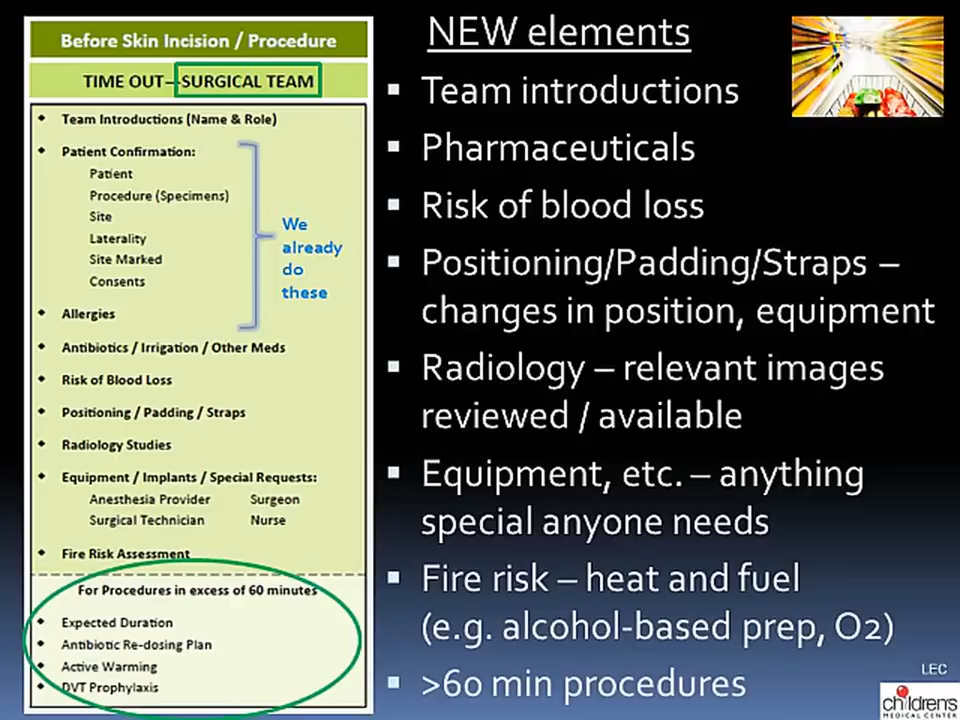 Before Skin Incision / Procedure
TIME OUT—SURGICAL TEAM
Team Introductions (Name & Role)
Patient Confirmation:
Patient
Procedure (Specimens)
Site
Laterality
Site Marked
Consents
Allergies
We
already
do
these
Antibiotics / Irrigation / Other Meds
Risk of Blood Loss
Positioning / Padding / Straps
Radiology Studies
Equipment / Implants / Special Requests:
Anesthesia Provider Surgeon
Surgical Technician Nurse
Fire Risk Assessment
For Procedures in excess of 60 minutes
Expected Duration
Antibiotic Re-dosing Plan
Active Warming
DVT Prophylaxis
NEW elements
Team introductions
Pharmaceuticals
Risk of blood loss
Positioning/Padding/Straps –
changes in position, equipment
Radiology – relevant images
reviewed / available
Equipment, etc. – anything
special anyone needs
Fire risk – heat and fuel
(e.g. alcohol-based prep, O2)
>60 min procedures
LEC
childrens
MEDICAL CENTER